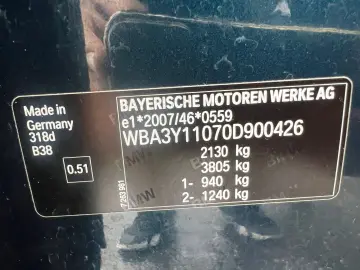 BAYERISCHE MOTOREN WERKE AG
e1*2007/46*0559
WBA3Y11070D900426
2130 kg
3805 kg
1- 940 kg
2- 1240 kg
Made in
Germany
318d
B38
0.51